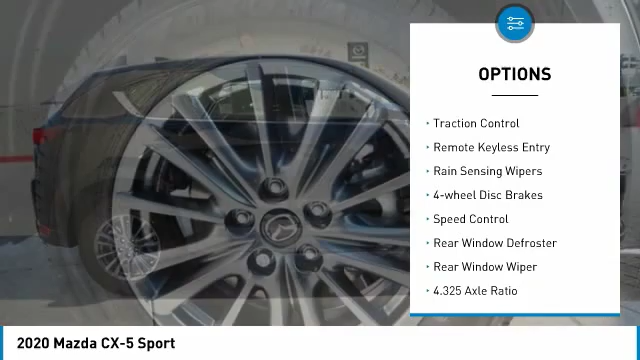 OPTIONS
• Traction Control
• Remote Keyless Entry
• Rain Sensing Wipers
• 4-wheel Disc Brakes
• Speed Control
• Rear Window Defroster
• Rear Window Wiper
• 4.325 Axle Ratio
2020 Mazda CX-5 Sport